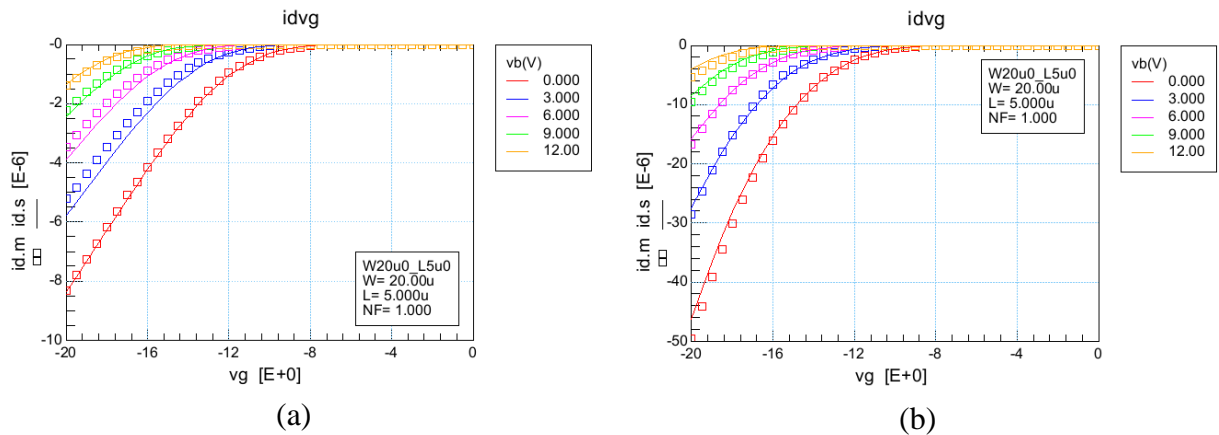 idvg
-0
-2
-4
-6
-8
-10
id.m id.s [E-6]
-20 -16 -12 -8 -4 0
vg [E+0]
W20u0_L5u0
W= 20.00u
L= 5.000u
NF= 1.000
vb(V)
0.000
3.000
6.000
9.000
12.00
(a)
idvg
0
-10
-20
-30
-40
-50
id.m id.s [E-6]
-20 -16 -12 -8 -4 0
vg [E+0]
W20u0_L5u0
W= 20.00u
L= 5.000u
NF= 1.000
vb(V)
0.000
3.000
6.000
9.000
12.00
(b)